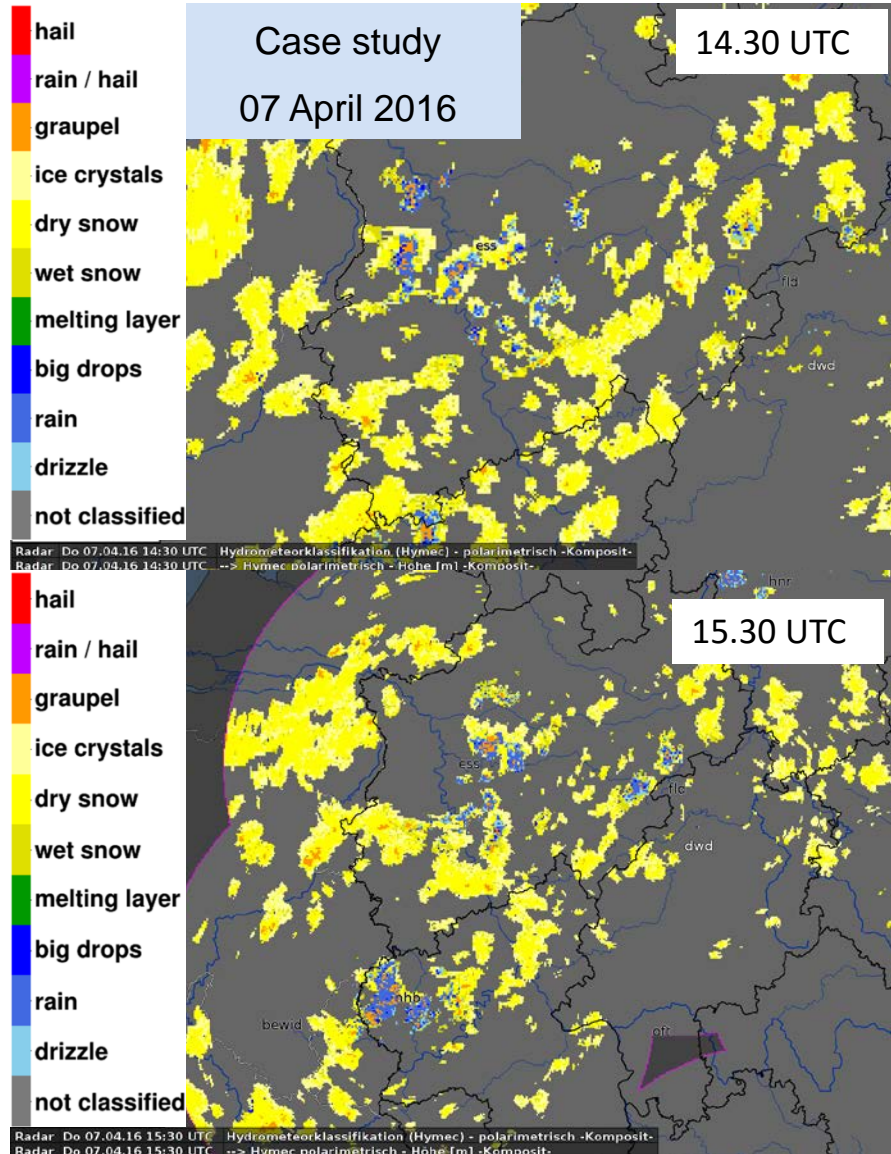 hail
rain / hail
graupel
ice crystals
dry snow
wet snow
melting layer
big drops
rain
drizzle
not classified
Case study
07 April 2016
14.30 UTC
ess
fld
dwd
Radar Do 07.04.16 14:30 UTC Hydrometeorklassifikation (Hymec) - polarimetrisch -Komposit-
Radar Do 07.04.16 14:30 UTC --> Hymec polarimetrisch - Höhe [m] -Komposit-
hail
rain / hail
graupel
ice crystals
dry snow
wet snow
melting layer
big drops
rain
drizzle
not classified
hnr
15.30 UTC
ess
fld
dwd
nhb
bewid
oft
Radar Do 07.04.16 15:30 UTC Hydrometeorklassifikation (Hymec) - polarimetrisch -Komposit-
Radar Do 07.04.16 15:30 UTC --> Hymec polarimetrisch - Höhe [m] -Komposit-